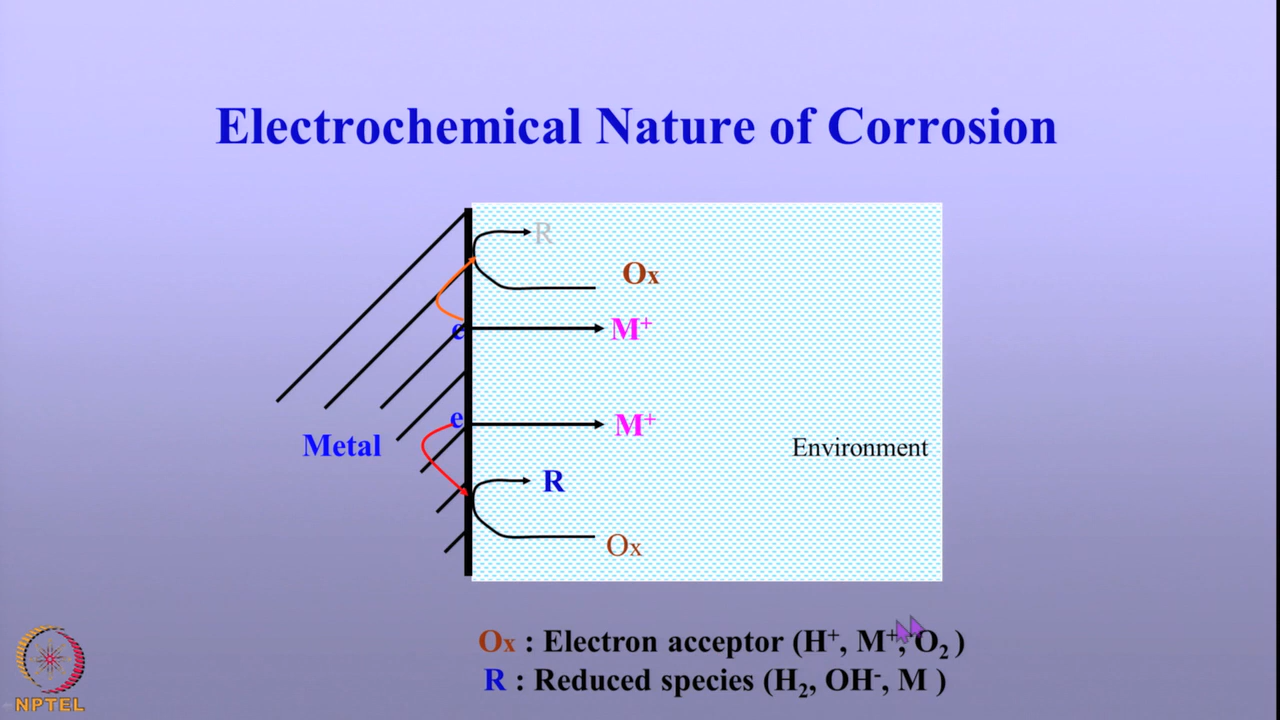 Electrochemical Nature of Corrosion
R
Ox
e
M⁺
e
M⁺
Metal
Environment
R
Ox
Ox : Electron acceptor (H⁺, M⁺, O₂ )
R : Reduced species (H₂, OH⁻, M )
NPTEL